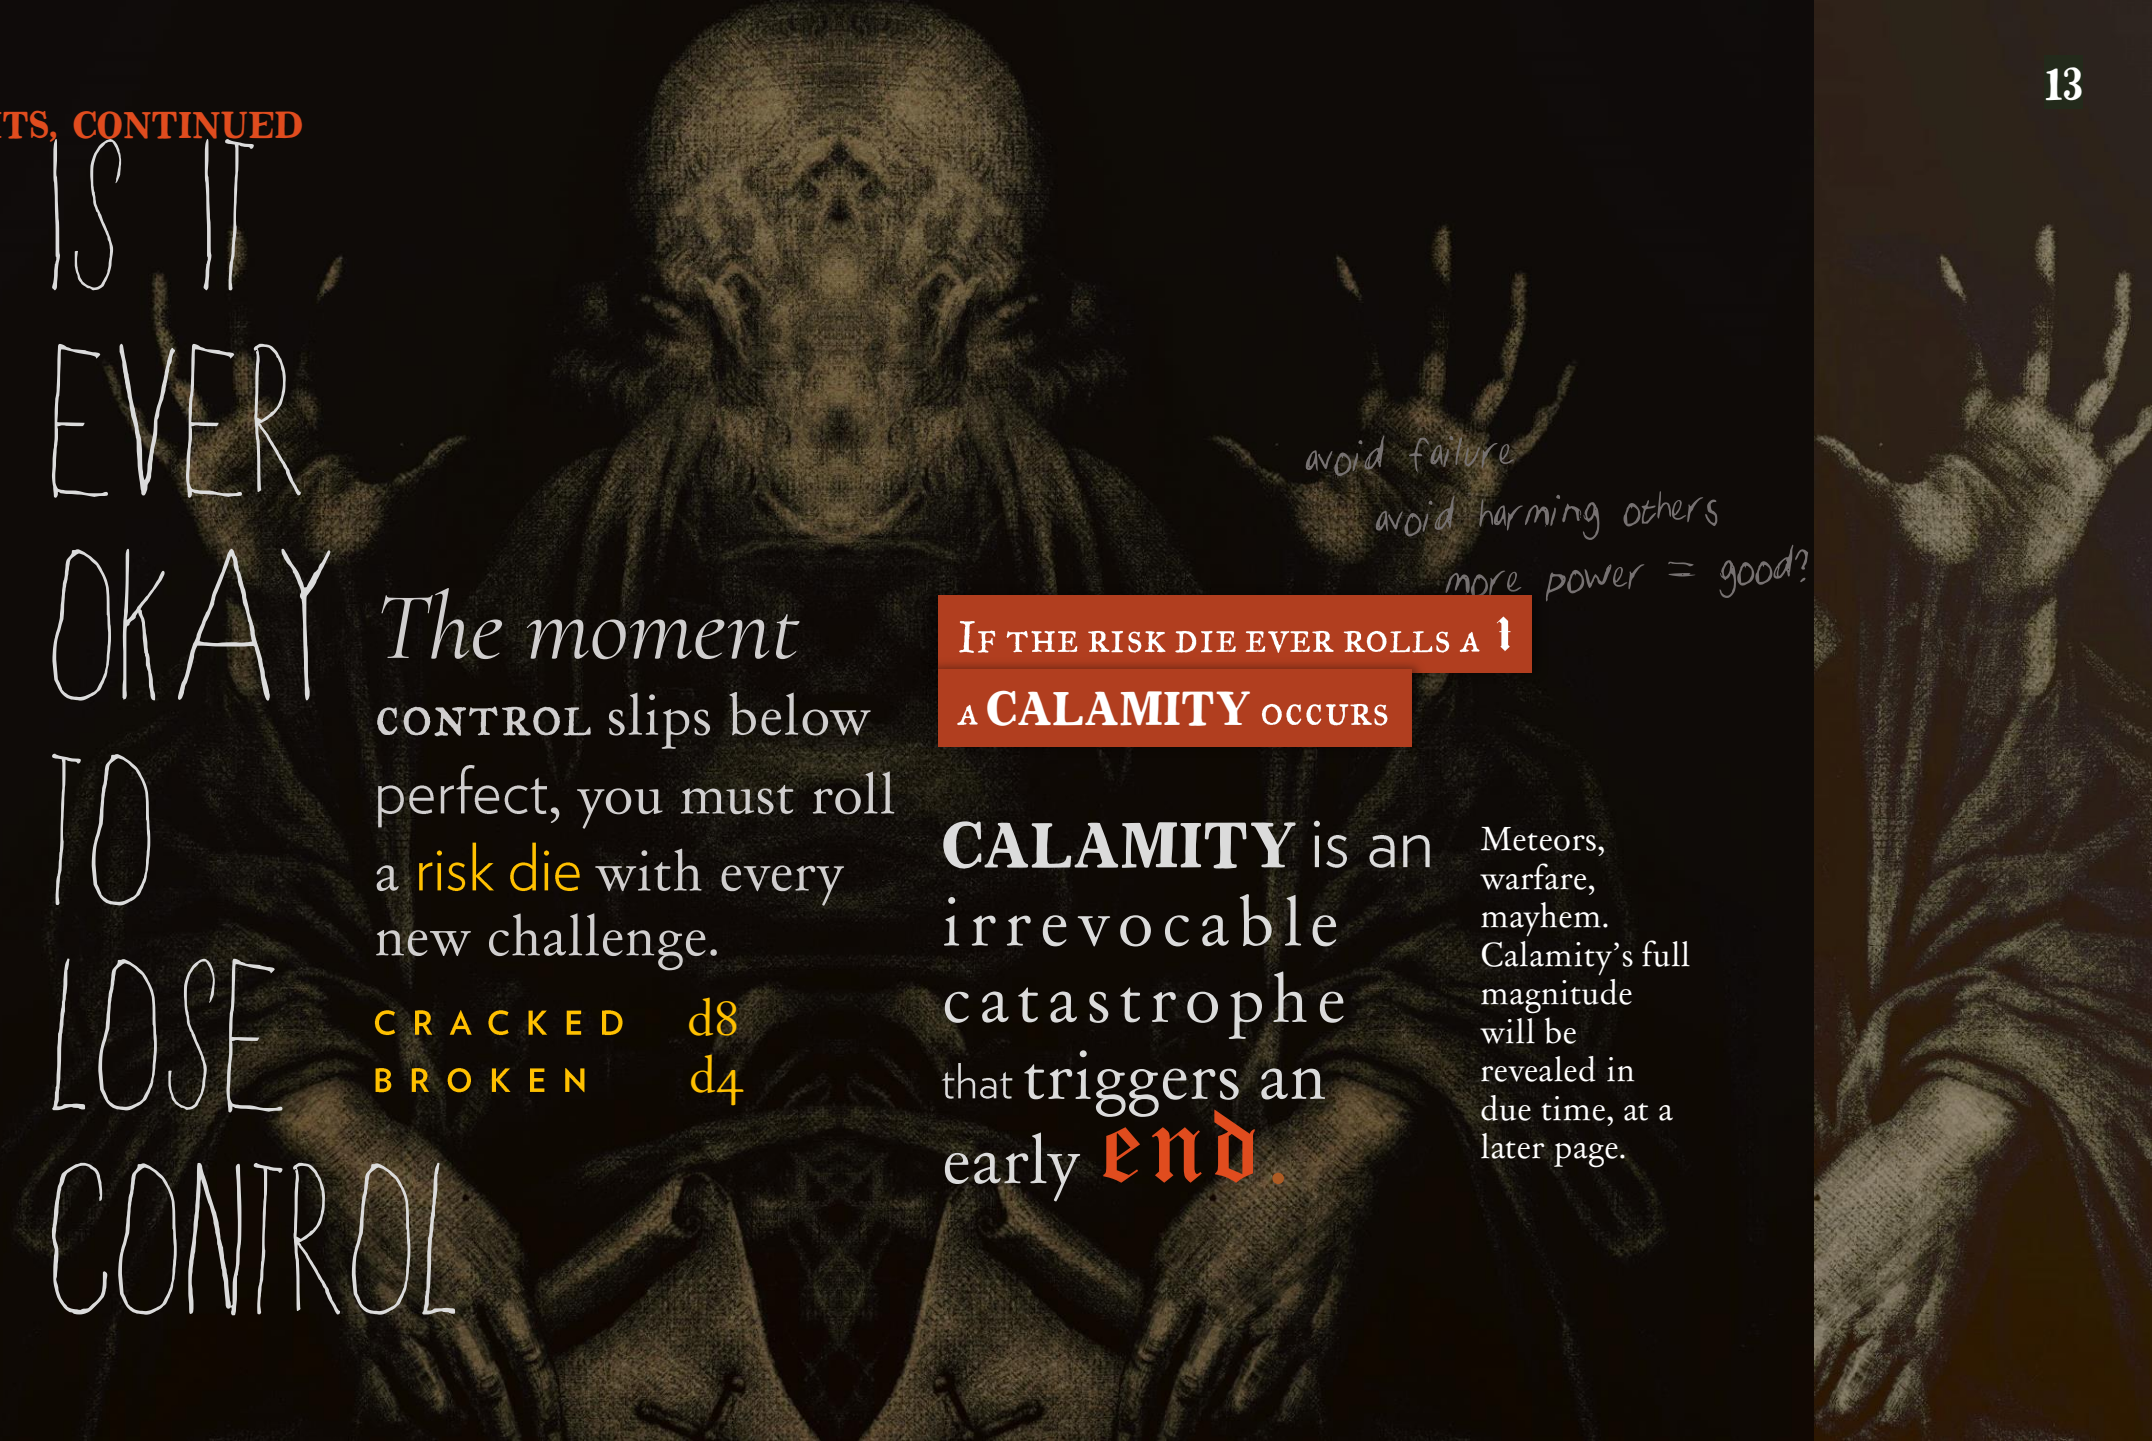 TS, CONTINUED
13
IS IT
EVER
OKAY
TO
LOSE
CONTROL
The moment
CONTROL slips below
perfect, you must roll
a risk die with every
new challenge.
CRACKED d8
BROKEN d4
avoid failure
avoid harming others
more power = good?
IF THE RISK DIE EVER ROLLS A 1
A CALAMITY OCCURS
CALAMITY is an
irrevocable
catastrophe
that triggers an
early end.
Meteors,
warfare,
mayhem.
Calamity’s full
magnitude
will be
revealed in
due time, at a
later page.